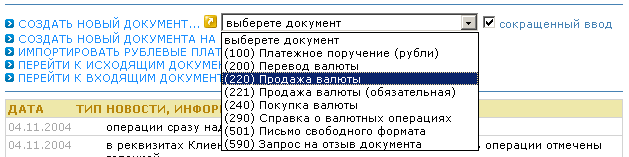 СОЗДАТЬ НОВЫЙ ДОКУМЕНТ... выберете документ сокращенный ввод
СОЗДАТЬ НОВЫЙ ДОКУМЕНТ НА
ИМПОРТИРОВАТЬ РУБЛЕВЫЕ ПЛАТ
ПЕРЕЙТИ К ИСХОДЯЩИМ ДОКУМЕН
ПЕРЕЙТИ К ВХОДЯЩИМ ДОКУМЕНТ
выберете документ
(100) Платежное поручение (рубли)
(200) Перевод валюты
(220) Продажа валюты
(221) Продажа валюты (обязательная)
(240) Покупка валюты
(290) Справка о валютных операциях
(501) Письмо свободного формата
(590) Запрос на отзыв документа
ДАТА ТИП НОВОСТИ, ИНФОР
04.11.2004 операции сразу над
04.11.2004 в реквизитах Клиен операции отмечены